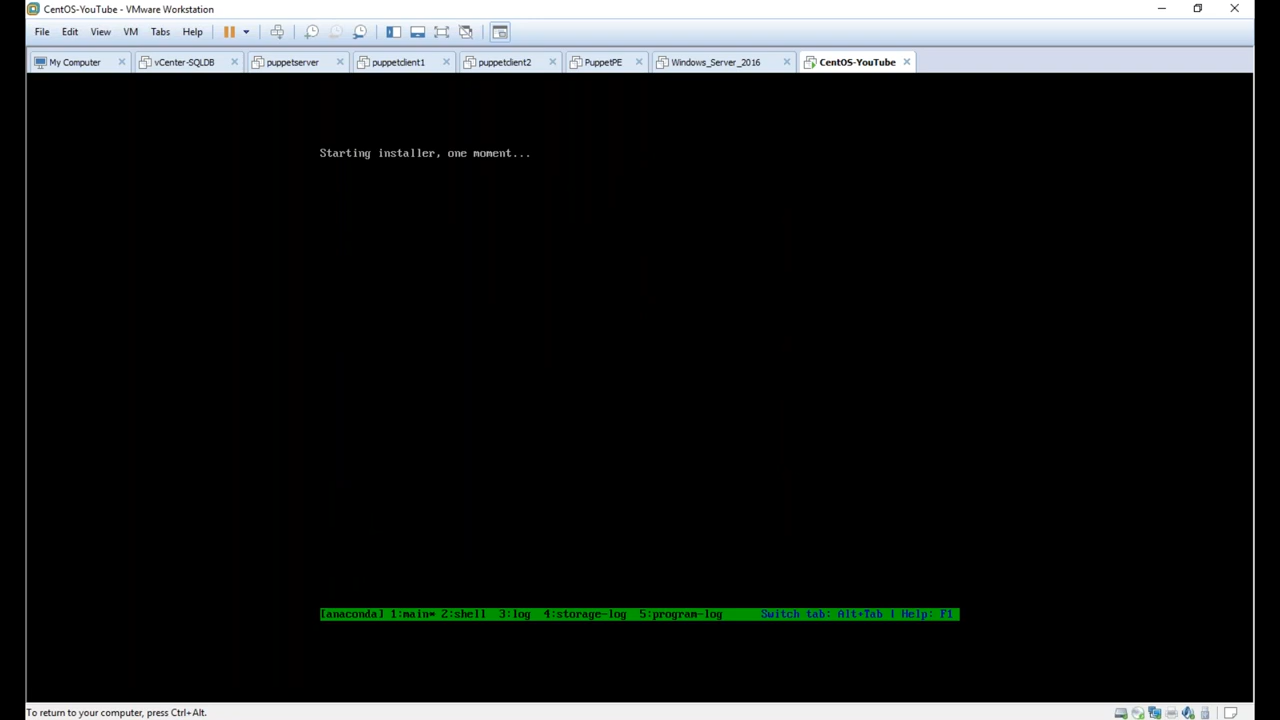 CentOS-YouTube - VMware Workstation
File Edit View VM Tabs Help
My Computer vCenter-SQLDB puppetserver puppetclient1 puppetclient2 PuppetPE Windows_Server_2016 CentOS-YouTube
Starting installer, one moment...
[anaconda] 1:main* 2:shell 3:log 4:storage-log 5:program-log Switch tab: Alt+Tab | Help: F1
To return to your computer, press Ctrl+Alt.